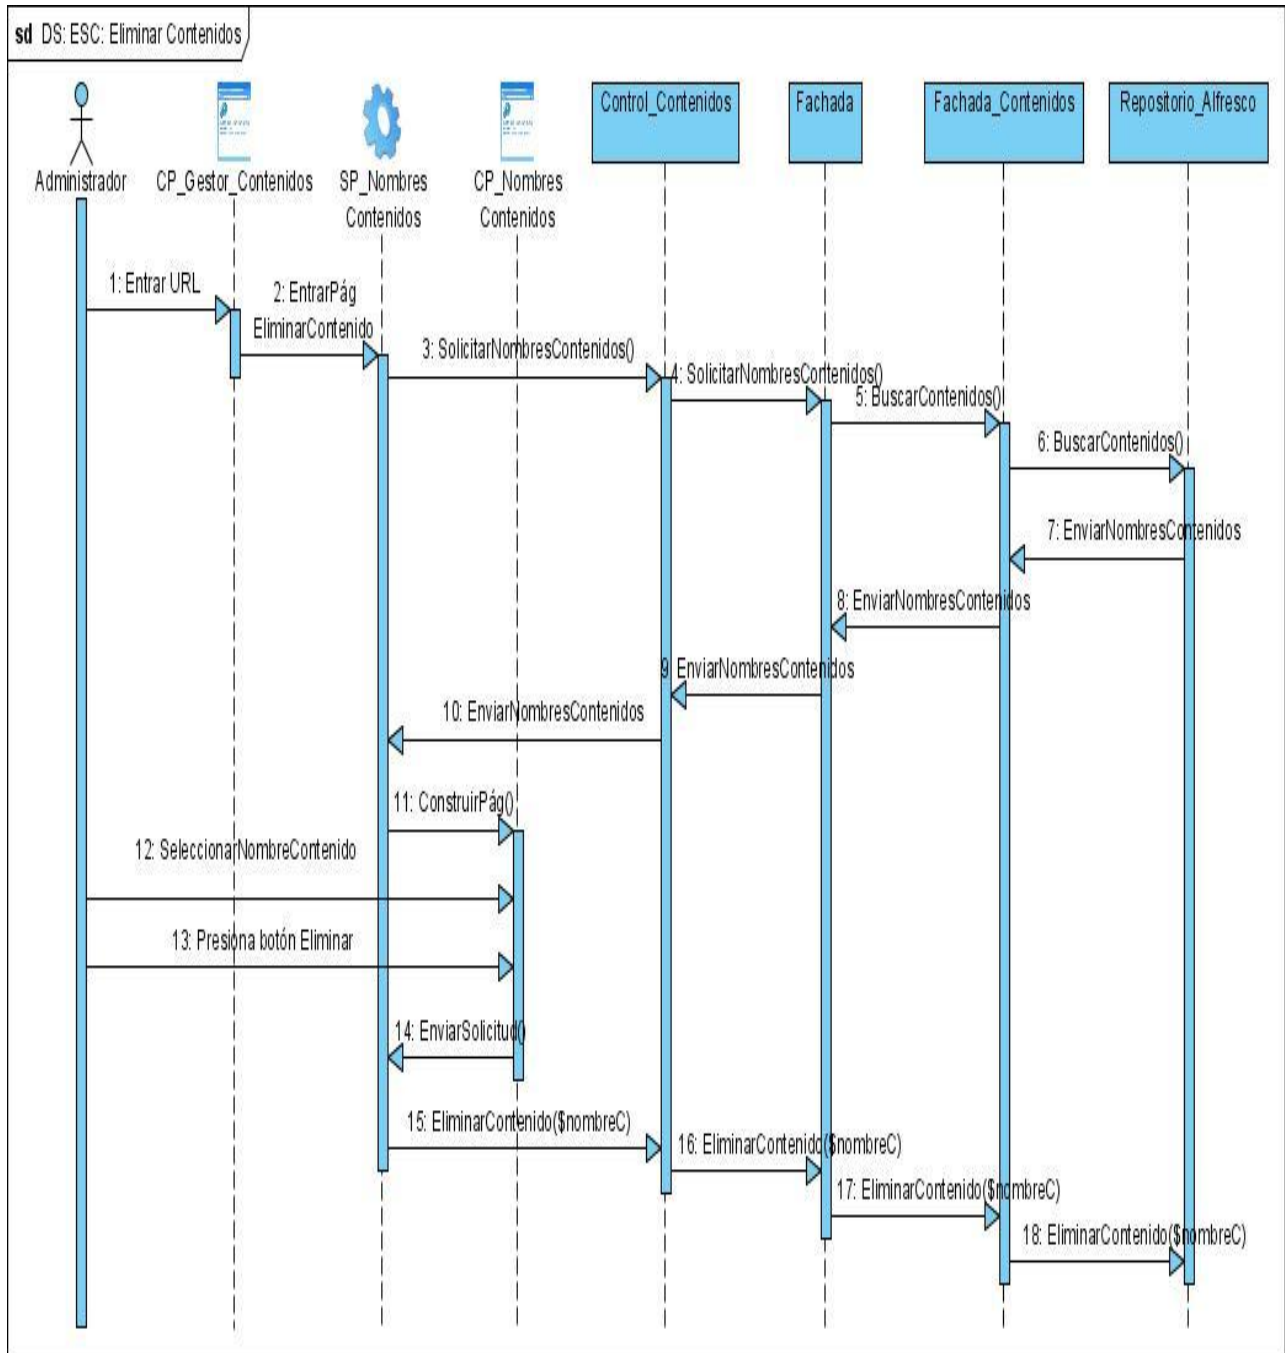 sd DS: ESC: Eliminar Contenidos
Administrador
CP_Gestor_Contenidos
SP_Nombres
Contenidos
CP_Nombres
Contenidos
Control_Contenidos
Fachada
Fachada_Contenidos
Repositorio_Alfresco
1: Entrar URL
2: EntrarPág
EliminarContenido
3: SolicitarNombresContenidos()
4: SolicitarNombresContenidos()
5: BuscarContenidos()
6: BuscarContenidos()
7: EnviarNombresContenidos
8: EnviarNombresContenidos
9: EnviarNombresContenidos
10: EnviarNombresContenidos
11: ConstruirPág()
12: SeleccionarNombreContenido
13: Presiona botón Eliminar
14: EnviarSolicitud()
15: EliminarContenido($nombreC)
16: EliminarContenido($nombreC)
17: EliminarContenido($nombreC)
18: EliminarContenido($nombreC)